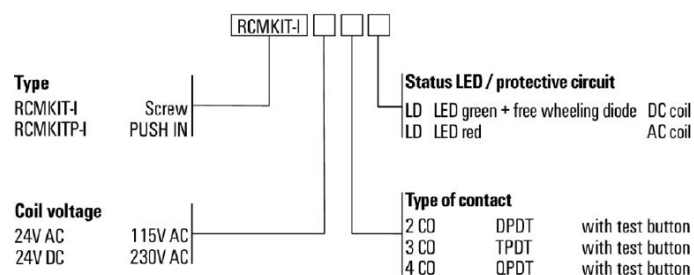 RCMKIT-I
Type
RCMKIT-I Screw
RCMKITP-I PUSH IN
Status LED / protective circuit
LD LED green + free wheeling diode DC coil
LD LED red AC coil
Coil voltage
24V AC 115V AC
24V DC 230V AC
Type of contact
2 CO DPDT with test button
3 CO TPDT with test button
4 CO QPDT with test button